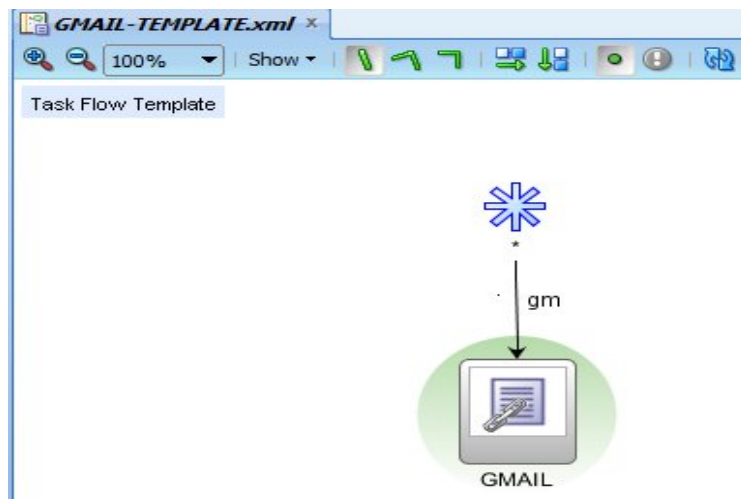 GMAIL-TEMPLATE.xml
100% Show
Task Flow Template
*
gm
GMAIL